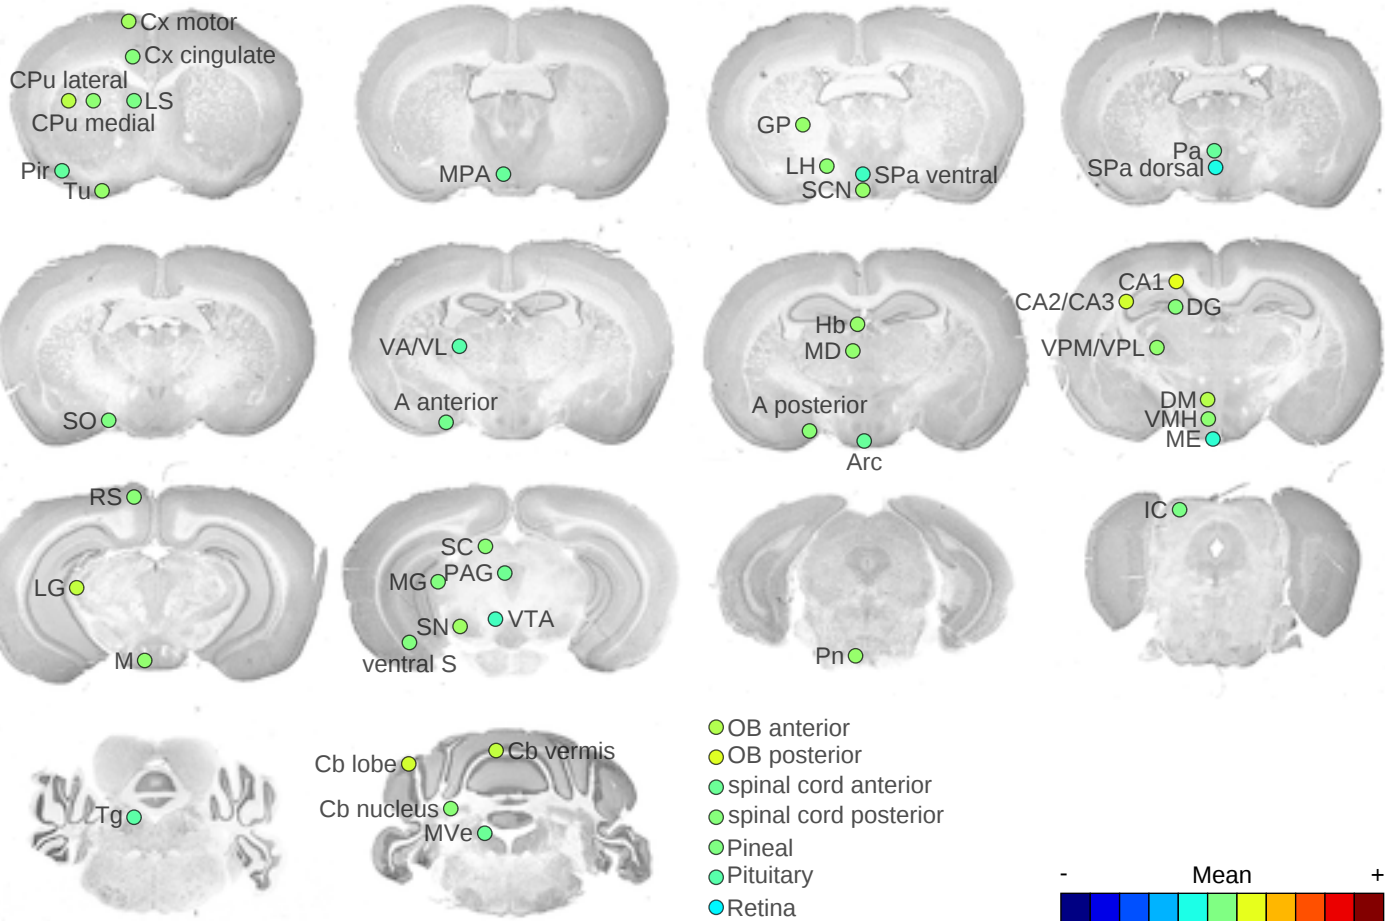 Cx motor
Cx cingulate
CPu lateral
LS
CPu medial
Pir
Tu
MPA
GP
LH
SPa ventral
SCN
Pa
SPa dorsal
SO
VA/VL
A anterior
Hb
MD
A posterior
Arc
CA1
CA2/CA3
DG
VPM/VPL
DM
VMH
ME
RS
LG
M
SC
PAG
MG
SN
VTA
ventral S
Pn
IC
Tg
Cb lobe
Cb vermis
Cb nucleus
MVe
OB anterior
OB posterior
spinal cord anterior
spinal cord posterior
Pineal
Pituitary
Retina
- Mean +